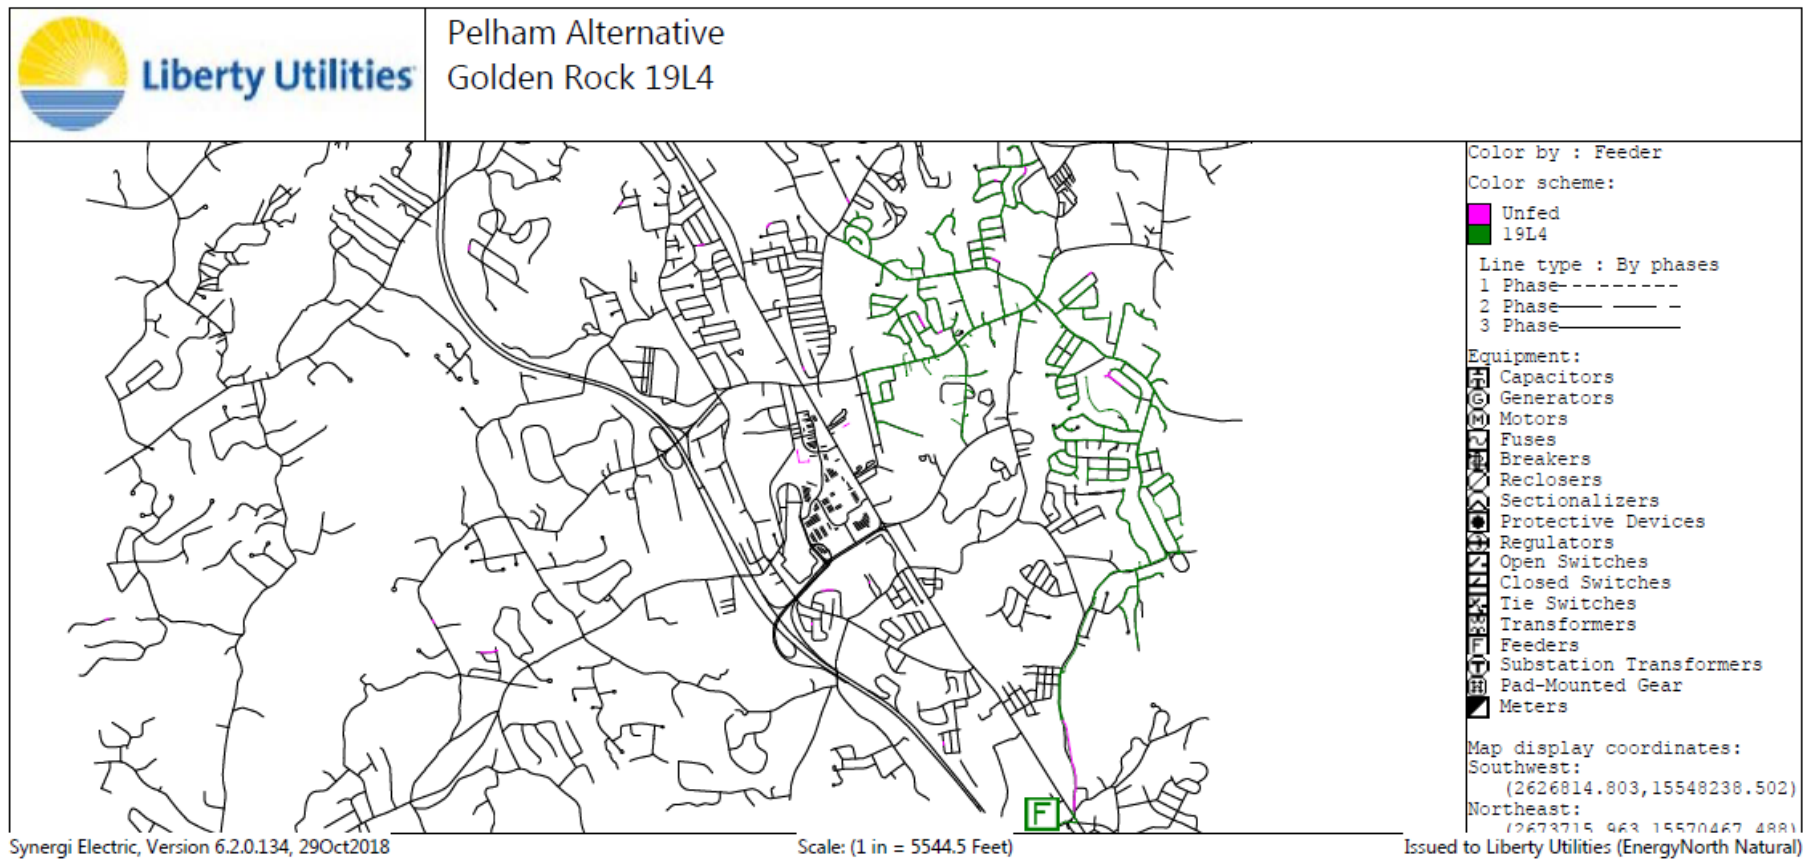 Liberty Utilities
Pelham Alternative
Golden Rock 19L4
Color by : Feeder
Color scheme:
Unfed
19L4
Line type : By phases
1 Phase
2 Phase
3 Phase
Equipment:
Capacitors
G Generators
M Motors
Fuses
Breakers
Reclosers
Sectionalizers
Protective Devices
Regulators
Open Switches
Closed Switches
Tie Switches
Transformers
F Feeders
T Substation Transformers
Pad-Mounted Gear
Meters
Map display coordinates:
Southwest:
(2626814.803,15548238.502)
Northeast:
(2673715.963,15570467.488)
F
Synergi Electric, Version 6.2.0.134, 29Oct2018
Scale: (1 in = 5544.5 Feet)
Issued to Liberty Utilities (EnergyNorth Natural)